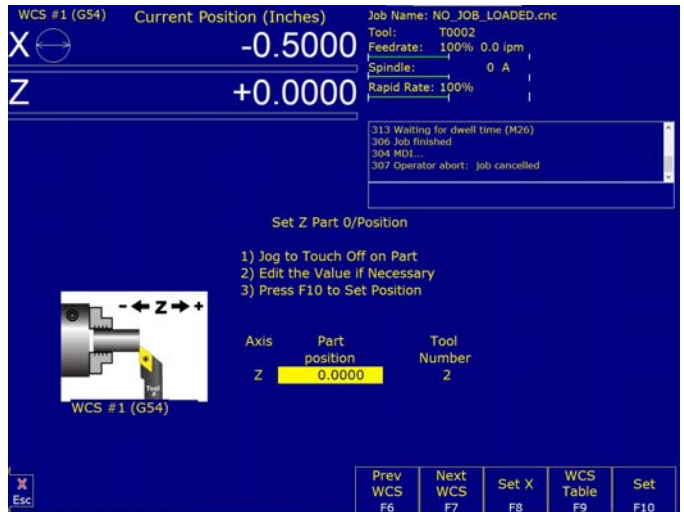 WCS #1 (G54) Current Position (Inches)
X -0.5000
Z +0.0000
Job Name: NO_JOB_LOADED.cnc
Tool: T0002
Feedrate: 100% 0.0 ipm
Spindle: 0 A
Rapid Rate: 100%
313 Waiting for dwell time (M26)
306 Job finished
304 MDI...
307 Operator abort: job cancelled
Set Z Part 0/Position
1) Jog to Touch Off on Part
2) Edit the Value if Necessary
3) Press F10 to Set Position
- Z +
Tool
WCS #1 (G54)
Axis Part position Tool Number
Z 0.0000 2
X Esc
Prev WCS F6
Next WCS F7
Set X F8
WCS Table F9
Set F10